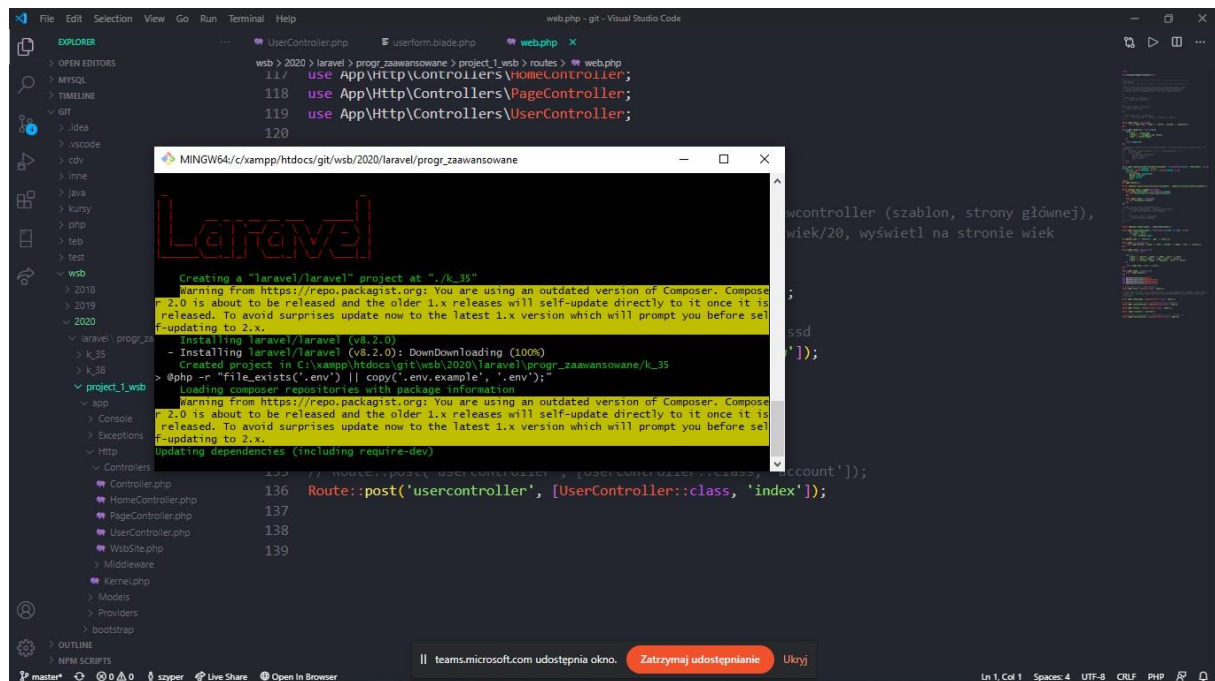 File Edit Selection View Go Run Terminal Help
web.php - git - Visual Studio Code
EXPLORER
UserController.php
userform.blade.php
web.php
OPEN EDITORS
MYSQL
TIMELINE
GIT
.idea
.vscode
cdv
inne
java
kursy
php
teb
test
wsb
2018
2019
2020
laravel \ progr_za
k_35
k_38
project_1_wsb
app
Console
Exceptions
Http
Controllers
Controller.php
HomeController.php
PageController.php
UserController.php
WsbSite.php
Middleware
Kernel.php
Models
Providers
bootstrap
OUTLINE
NPM SCRIPTS
wsb > 2020 > laravel > progr_zaawansowane > project_1_wsb > routes > web.php
117 use App\Http\Controllers\HomeController;
118 use App\Http\Controllers\PageController;
119 use App\Http\Controllers\UserController;
120
wcontroller (szablon, strony głównej),
wiek/20, wyświetl na stronie wiek
;
ssd
']);
MINGW64:/c/xampp/htdocs/git/wsb/2020/laravel/progr_zaawansowane
Laravel
Creating a "laravel/laravel" project at "./k_35"
Warning from https://repo.packagist.org: You are using an outdated version of Composer. Compose
r 2.0 is about to be released and the older 1.x releases will self-update directly to it once it is
released. To avoid surprises update now to the latest 1.x version which will prompt you before sel
f-updating to 2.x.
Installing laravel/laravel (v8.2.0)
- Installing laravel/laravel (v8.2.0): DownDownloading (100%)
Created project in C:\xampp\htdocs\git\wsb\2020\laravel\progr_zaawansowane/k_35
> @php -r "file_exists('.env') || copy('.env.example', '.env');"
Loading composer repositories with package information
Warning from https://repo.packagist.org: You are using an outdated version of Composer. Compose
r 2.0 is about to be released and the older 1.x releases will self-update directly to it once it is
released. To avoid surprises update now to the latest 1.x version which will prompt you before sel
f-updating to 2.x.
Updating dependencies (including require-dev)
135 // Route::post('usercontroller', [UserController::class, 'account']);
136 Route::post('usercontroller', [UserController::class, 'index']);
137
138
139
teams.microsoft.com udostępnia okno. Zatrzymaj udostępnianie Ukryj
master* 0 0 0 szyper Live Share Open In Browser
Ln 1, Col 1 Spaces: 4 UTF-8 CRLF PHP